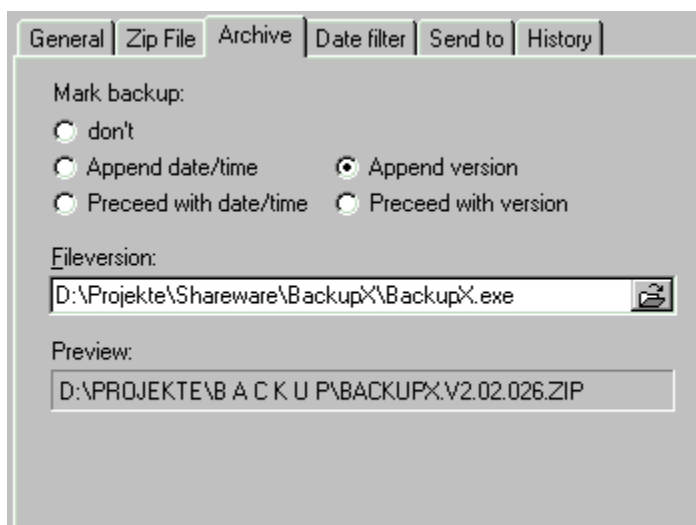 General Zip File Archive Date filter Send to History
Mark backup:
don't
Append date/time Append version
Preceed with date/time Preceed with version
Fileversion:
D:\Projekte\Shareware\BackupX\BackupX.exe
Preview:
D:\PROJEKTE\B A C K U P\BACKUPX.V2.02.026.ZIP